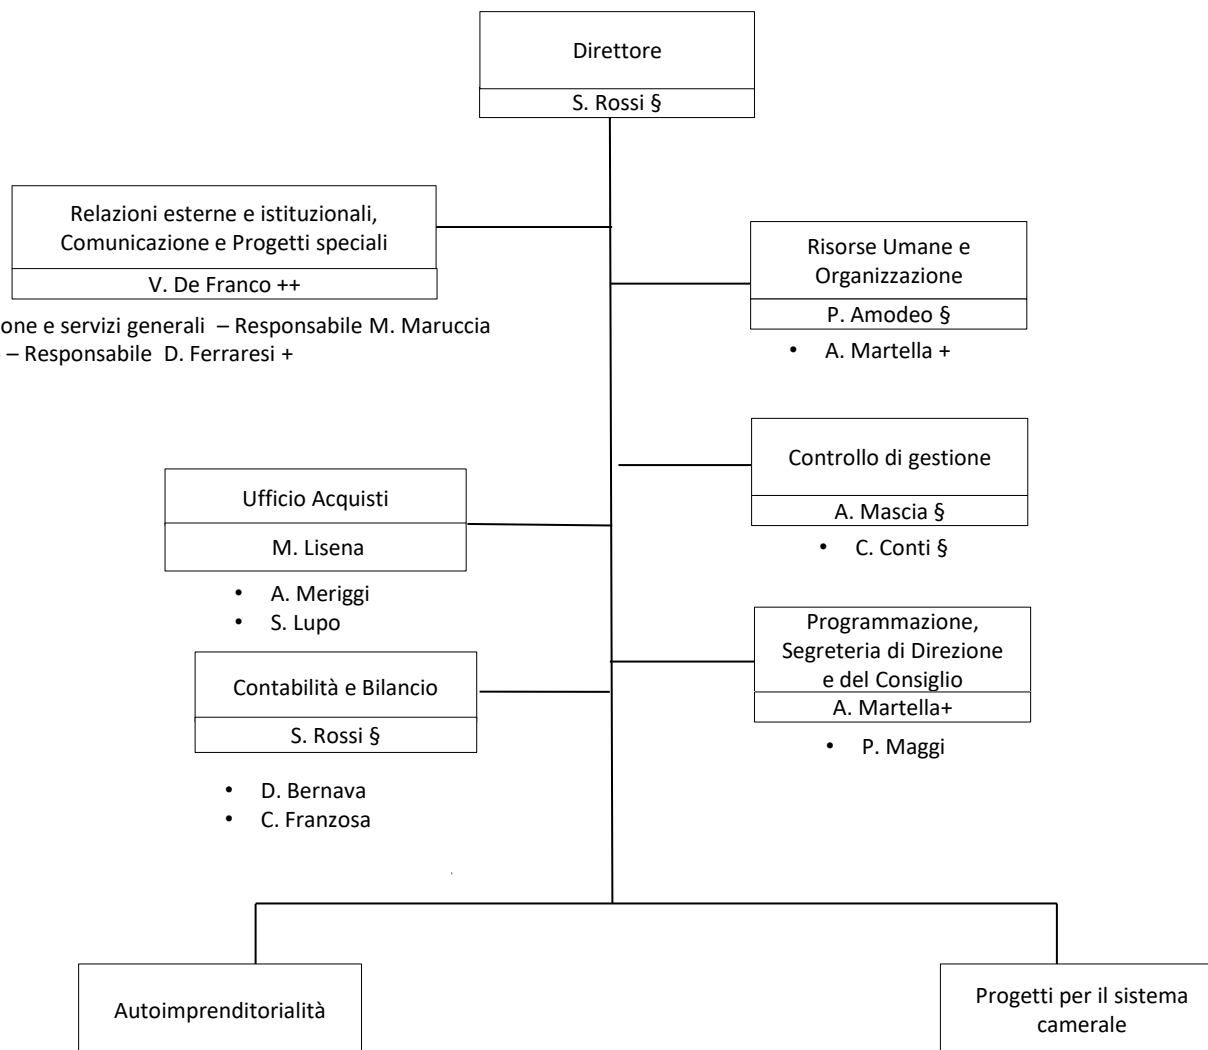 Direttore
S. Rossi §
Relazioni esterne e istituzionali,
Comunicazione e Progetti speciali
V. De Franco ++
one e servizi generali – Responsabile M. Maruccia
– Responsabile D. Ferraresi +
Risorse Umane e
Organizzazione
P. Amodeo §
• A. Martella +
Controllo di gestione
A. Mascia §
• C. Conti §
Ufficio Acquisti
M. Lisena
• A. Meriggi
• S. Lupo
Programmazione,
Segreteria di Direzione
e del Consiglio
A. Martella+
• P. Maggi
Contabilità e Bilancio
S. Rossi §
• D. Bernava
• C. Franzosa
Autoimprenditorialità
Progetti per il sistema
camerale